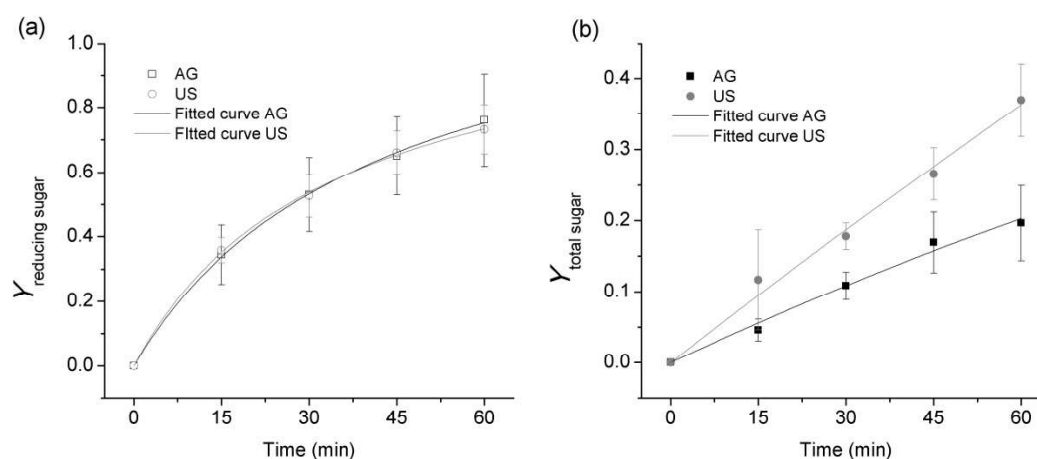 (a)
AG
US
Fitted curve AG
FItted curve US
1.0
0.8
0.6
0.4
0.2
0.0
Y reducing sugar
0 15 30 45 60
Time (min)
(b)
AG
US
Fitted curve AG
Fitted curve US
0.4
0.3
0.2
0.1
0.0
Y total sugar
0 15 30 45 60
Time (min)